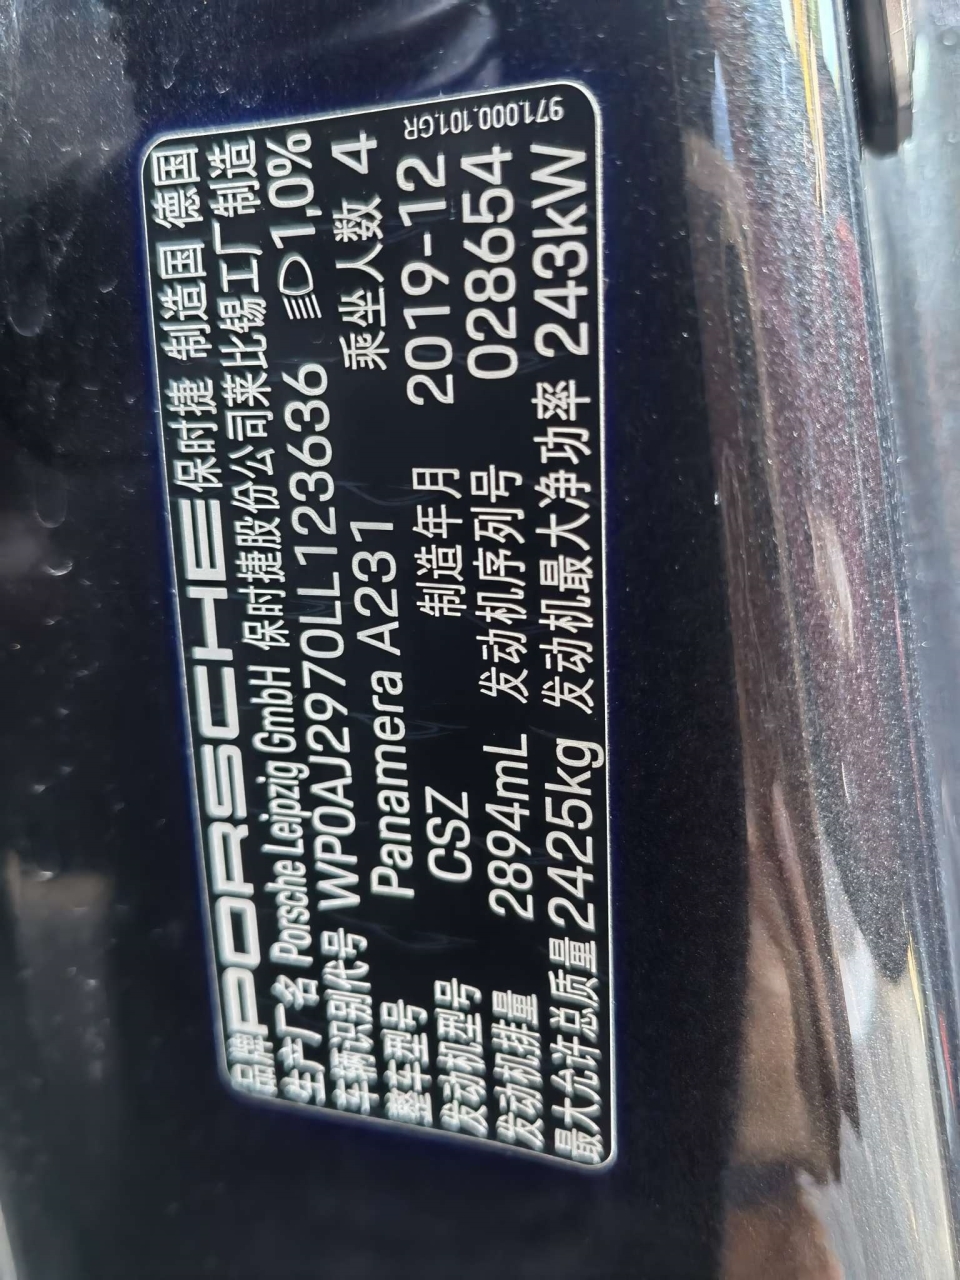 品牌 PORSCHE 保时捷 制造国 德国
生产厂名 Porsche Leipzig GmbH 保时捷股份公司莱比锡工厂制造
车辆识别代号 WP0AJ2970LL123636 1,0%
整车型号 Panamera A231 乘坐人数 4
发动机型号 CSZ 制造年月 2019-12
发动机排量 2894mL 发动机序列号 028654
最大允许总质量 2425kg 发动机最大净功率 243kW
971.000.101.GR